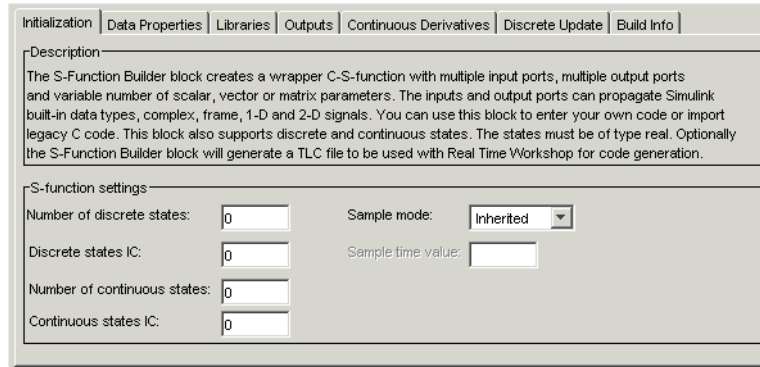 Initialization Data Properties Libraries Outputs Continuous Derivatives Discrete Update Build Info
Description
The S-Function Builder block creates a wrapper C-S-function with multiple input ports, multiple output ports
and variable number of scalar, vector or matrix parameters. The inputs and output ports can propagate Simulink
built-in data types, complex, frame, 1-D and 2-D signals. You can use this block to enter your own code or import
legacy C code. This block also supports discrete and continuous states. The states must be of type real. Optionally
the S-Function Builder block will generate a TLC file to be used with Real Time Workshop for code generation.
S-function settings
Number of discrete states: 0 Sample mode: Inherited
Discrete states IC: 0 Sample time value:
Number of continuous states: 0
Continuous states IC: 0